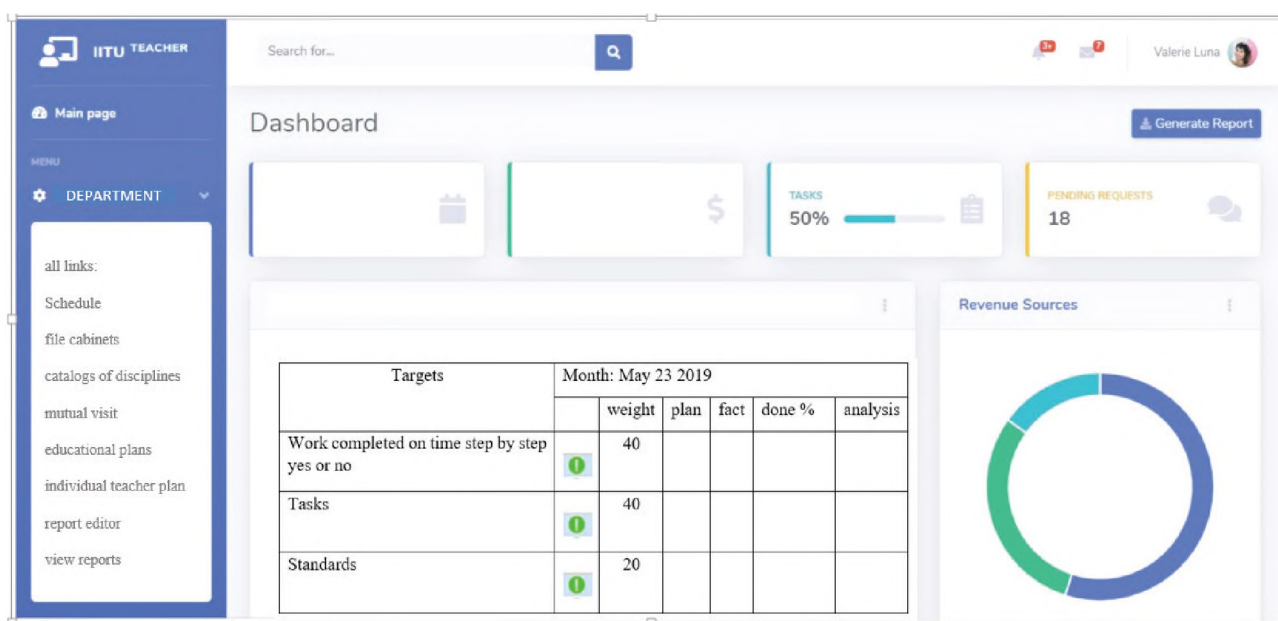 IITU TEACHER
Search for...
3+
7
Valerie Luna
Main page
Dashboard
Generate Report
MENU
DEPARTMENT
TASKS
50%
$
PENDING REQUESTS
18
all links:
Schedule
file cabinets
catalogs of disciplines
mutual visit
educational plans
individual teacher plan
report editor
view reports
Revenue Sources
Targets
Month: May 23 2019
weight plan fact done % analysis
Work completed on time step by step
yes or no
40
Tasks
40
Standards
20